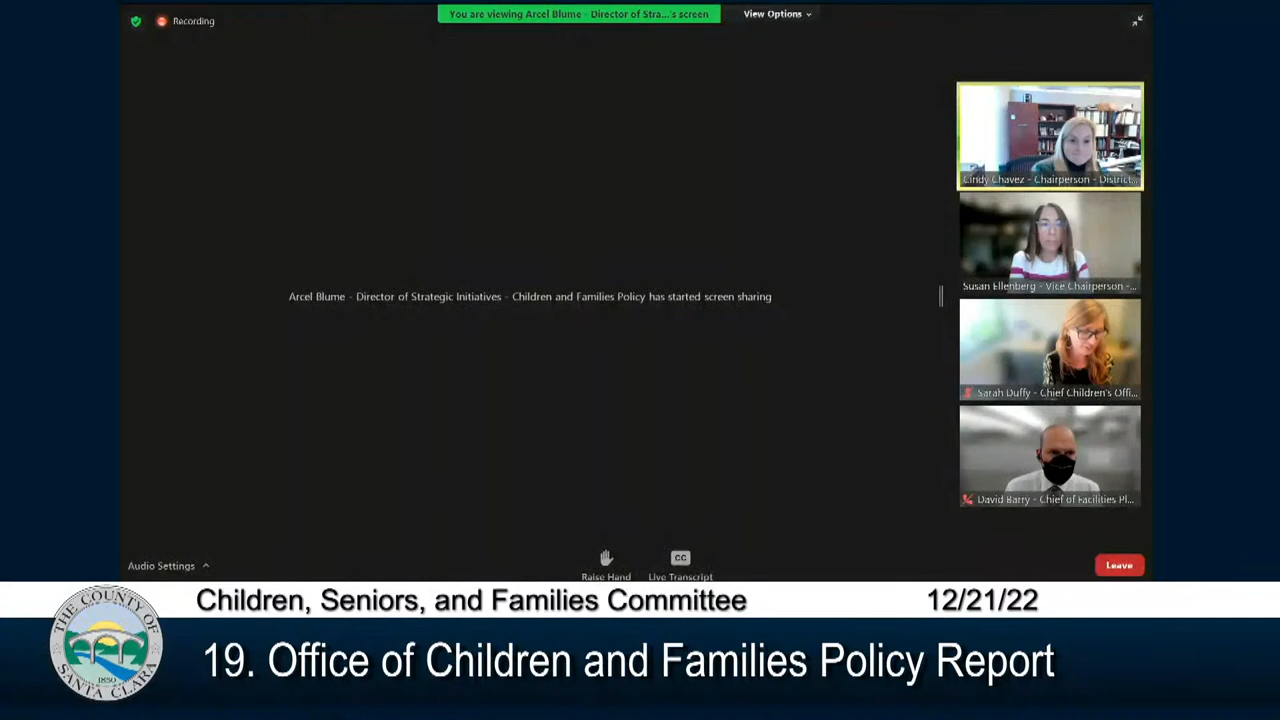 Recording
You are viewing Arcel Blume - Director of Stra...'s screen
View Options
Cindy Chavez - Chairperson - District...
Susan Ellenberg - Vice Chairperson -...
Arcel Blume - Director of Strategic Initiatives - Children and Families Policy has started screen sharing
Sarah Duffy - Chief Children's Offi...
David Barry - Chief of Facilities Pl...
Audio Settings
CC
Raise Hand
Live Transcript
Leave
Children, Seniors, and Families Committee
12/21/22
THE COUNTY OF
SANTA CLARA
1850
19. Office of Children and Families Policy Report